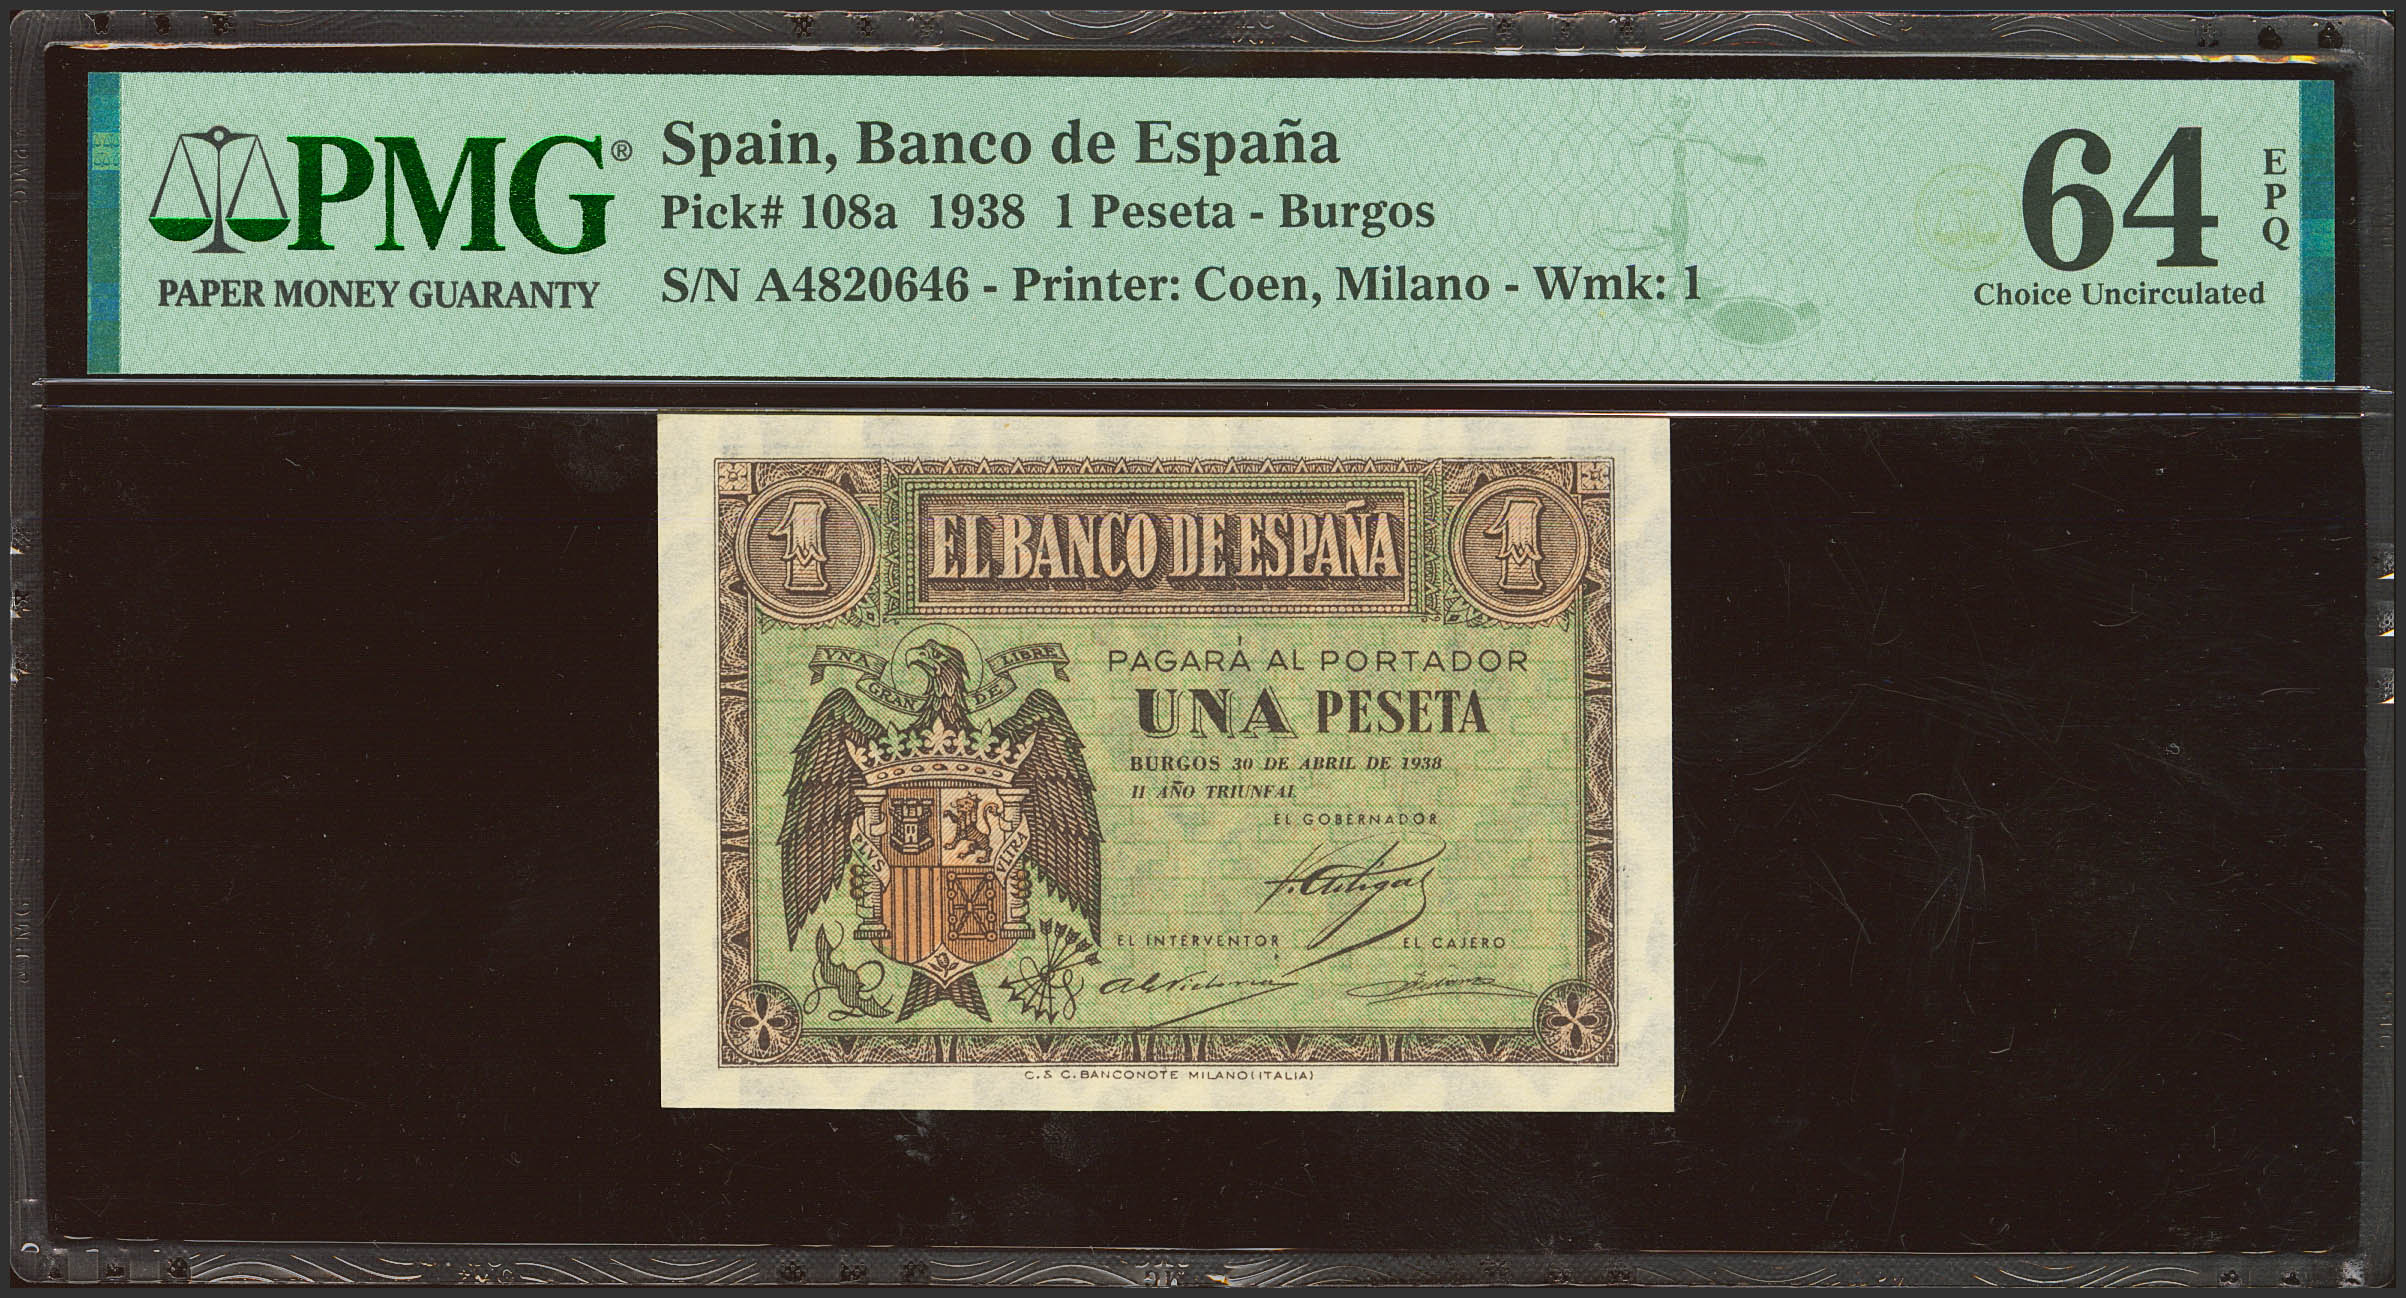 PMG®
PAPER MONEY GUARANTY
Spain, Banco de España
Pick# 108a 1938 1 Peseta - Burgos
S/N A4820646 - Printer: Coen, Milano - Wmk: 1
64
EPQ
Choice Uncirculated
1
EL BANCO DE ESPAÑA
1
VNA GRANDE LIBRE
PAGARÁ AL PORTADOR
UNA PESETA
BURGOS 30 DE ABRIL DE 1938
II AÑO TRIUNFAL
EL GOBERNADOR
PLVS VLTRA
EL INTERVENTOR
EL CAJERO
C. & C. BANCONOTE MILANO (ITALIA)